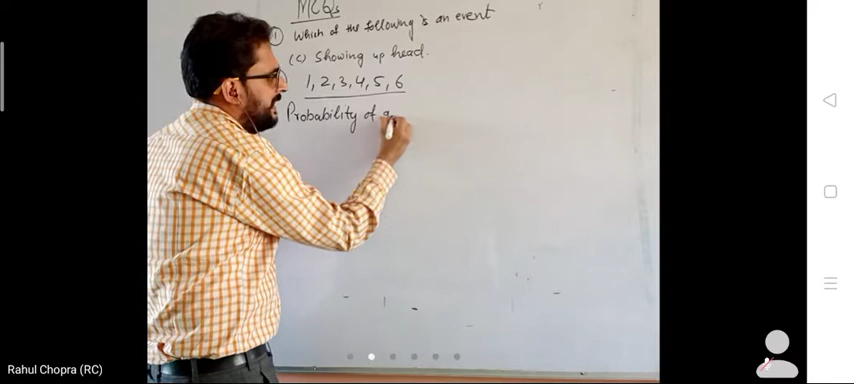 MCQs
1 Which of the following is an event
(c) Showing up head.
1, 2, 3, 4, 5, 6
Probability of
Rahul Chopra (RC)